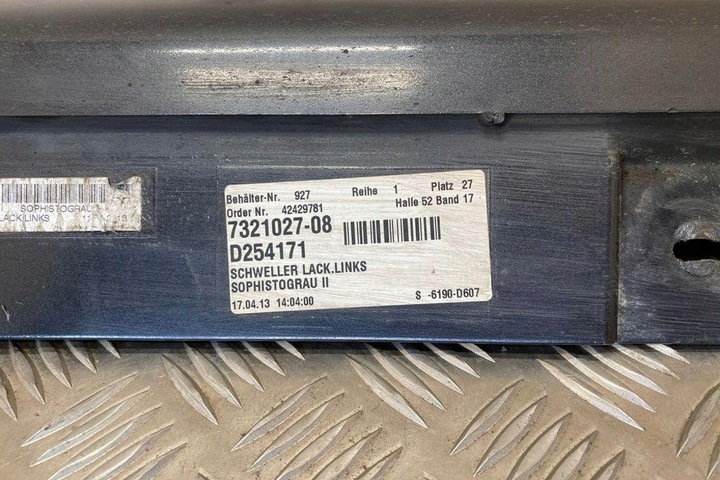 SOPHISTOGRAU
LACK.LINKS
Behälter-Nr. 927 Reihe 1 Platz 27
Order Nr. 42429781 Halle 52 Band 17
7321027-08
D254171
SCHWELLER LACK.LINKS
SOPHISTOGRAU II
17.04.13 14:04:00 S -6190-D607